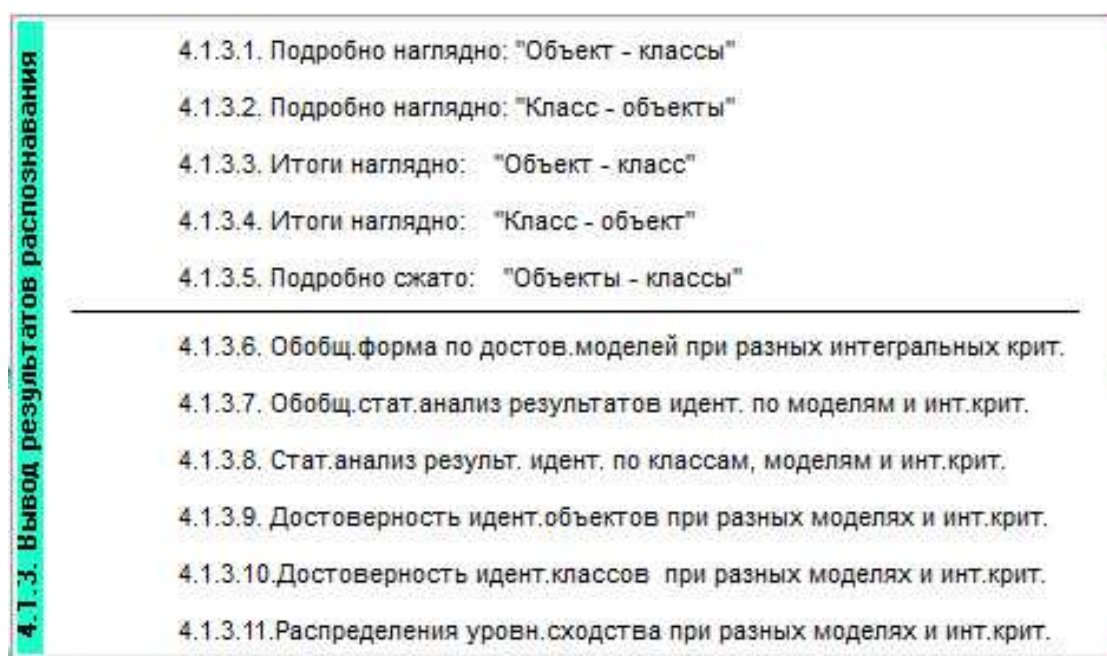 4.1.3. Вывод результатов распознавания
4.1.3.1. Подробно наглядно: "Объект - классы"
4.1.3.2. Подробно наглядно: "Класс - объекты"
4.1.3.3. Итоги наглядно: "Объект - класс"
4.1.3.4. Итоги наглядно: "Класс - объект"
4.1.3.5. Подробно сжато: "Объекты - классы"
4.1.3.6. Обобщ.форма по достов.моделей при разных интегральных крит.
4.1.3.7. Обобщ.стат.анализ результатов идент. по моделям и инт.крит.
4.1.3.8. Стат.анализ результ. идент. по классам, моделям и инт.крит.
4.1.3.9. Достоверность идент.объектов при разных моделях и инт.крит.
4.1.3.10.Достоверность идент.классов при разных моделях и инт.крит.
4.1.3.11.Распределения уровн.сходства при разных моделях и инт.крит.